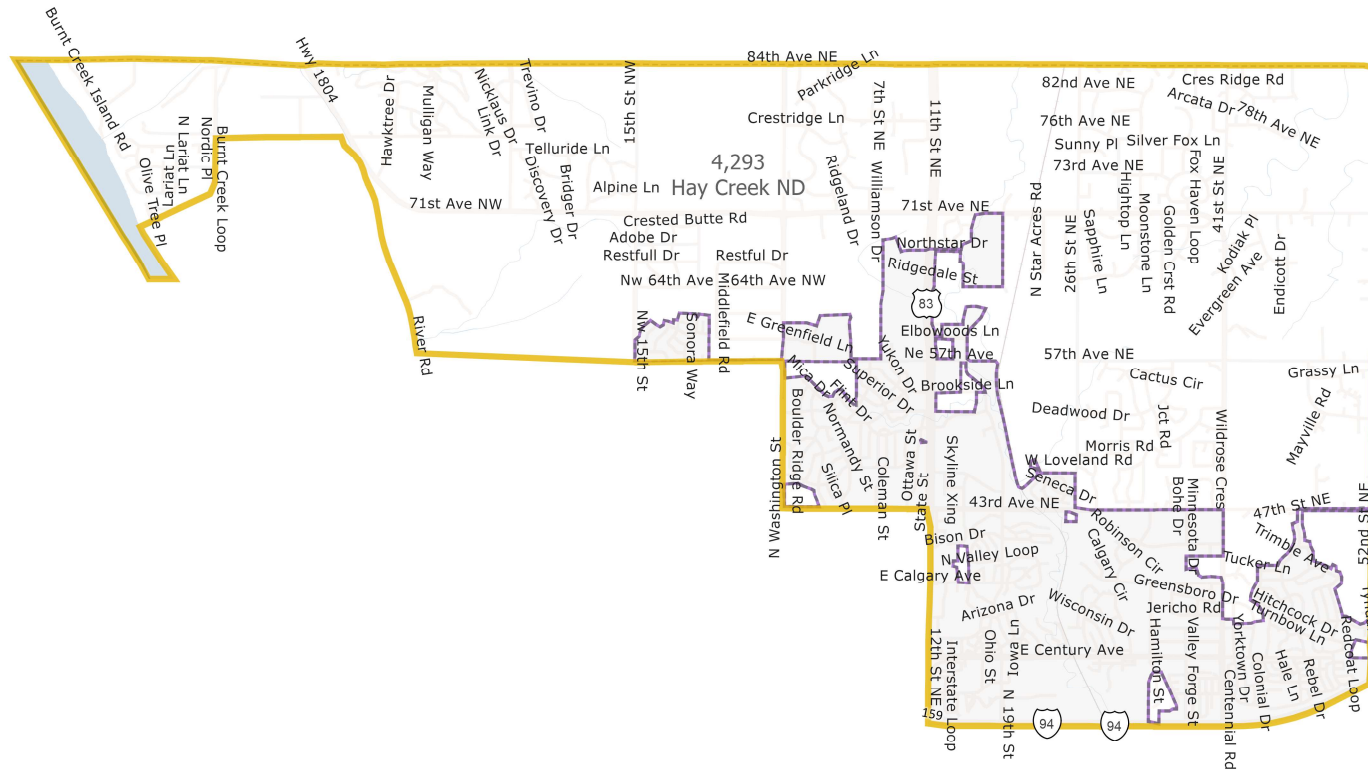 Burnt Creek Island Rd
Hwy 1804
84th Ave NE
Parkridge Ln
82nd Ave NE
Cres Ridge Rd
Arcata Dr
78th Ave NE
Hawktree Dr
Mulligan Way
Nicklaus Dr
Link Dr
Trevino Dr
15th St NW
Crestridge Ln
7th St NE
11th St NE
76th Ave NE
Sunny Pl
Silver Fox Ln
73rd Ave NE
Telluride Ln
4,293
Hay Creek ND
N Lariat Ln
Nordic Pl
Burnt Creek Loop
Lariat Ln
Olive Tree Pl
Discovery Dr
Bridger Dr
Alpine Ln
71st Ave NW
Crested Butte Rd
Adobe Dr
Restfull Dr
Restful Dr
Ridgeland Dr
Williamson Dr
71st Ave NE
Northstar Dr
Ridgedale St
N Star Acres Rd
26th St NE
Sapphire Ln
Hightop Ln
Moonstone Ln
Golden Crst Rd
Fox Haven Loop
41st St NE
Kodiak Pl
Evergreen Ave
Endicott Dr
Nw 64th Ave
64th Ave NW
83
Middlefield Rd
River Rd
Nw 15th St
Sonora Way
E Greenfield Ln
Elbowoods Ln
Ne 57th Ave
57th Ave NE
Yukon Dr
Superior Dr
Mica Dr
Flint Dr
Brookside Ln
Cactus Cir
Grassy Ln
Boulder Ridge Rd
Normandy St
Deadwood Dr
Jct Rd
Wildrose Cres
Mayville Rd
N Washington St
Silica Pl
Coleman St
Ottawa St
State St
Skyline Xing
Morris Rd
W Loveland Rd
Seneca Dr
43rd Ave NE
Minnesota Dr
Bohe Dr
47th St NE
52nd St NE
Bison Dr
N Valley Loop
E Calgary Ave
Robinson Cir
Calgary Cir
Trimble Ave
Tucker Ln
Greensboro Dr
Hitchcock Dr
Turnbow Ln
Arizona Dr
Wisconsin Dr
Jericho Rd
12th St NE
Interstate Loop
Ohio St
Iowa Ln
N 19th St
E Century Ave
Hamilton St
Valley Forge St
Yorktown Dr
Centennial Rd
Colonial Dr
Hale Ln
Rebel Dr
Redcoat Loop
159
94
94